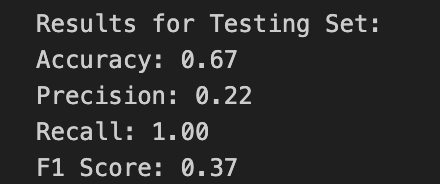 Results for Testing Set:
Accuracy: 0.67
Precision: 0.22
Recall: 1.00
F1 Score: 0.37